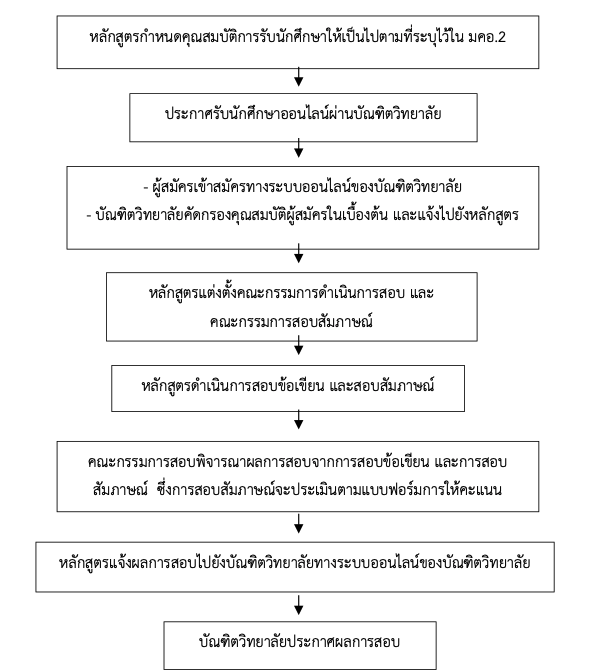 หลักสูตรกำหนดคุณสมบัติการรับนักศึกษาให้เป็นไปตามที่ระบุไว้ใน มคอ.2
ประกาศรับนักศึกษาออนไลน์ผ่านบัณฑิตวิทยาลัย
- ผู้สมัครเข้าสมัครทางระบบออนไลน์ของบัณฑิตวิทยาลัย
- บัณฑิตวิทยาลัยคัดกรองคุณสมบัติผู้สมัครในเบื้องต้น และแจ้งไปยังหลักสูตร
หลักสูตรแต่งตั้งคณะกรรมการดำเนินการสอบ และ
คณะกรรมการสอบสัมภาษณ์
หลักสูตรดำเนินการสอบข้อเขียน และสอบสัมภาษณ์
คณะกรรมการสอบพิจารณาผลการสอบจากการสอบข้อเขียน และการสอบ
สัมภาษณ์ ซึ่งการสอบสัมภาษณ์จะประเมินตามแบบฟอร์มการให้คะแนน
หลักสูตรแจ้งผลการสอบไปยังบัณฑิตวิทยาลัยทางระบบออนไลน์ของบัณฑิตวิทยาลัย
บัณฑิตวิทยาลัยประกาศผลการสอบ